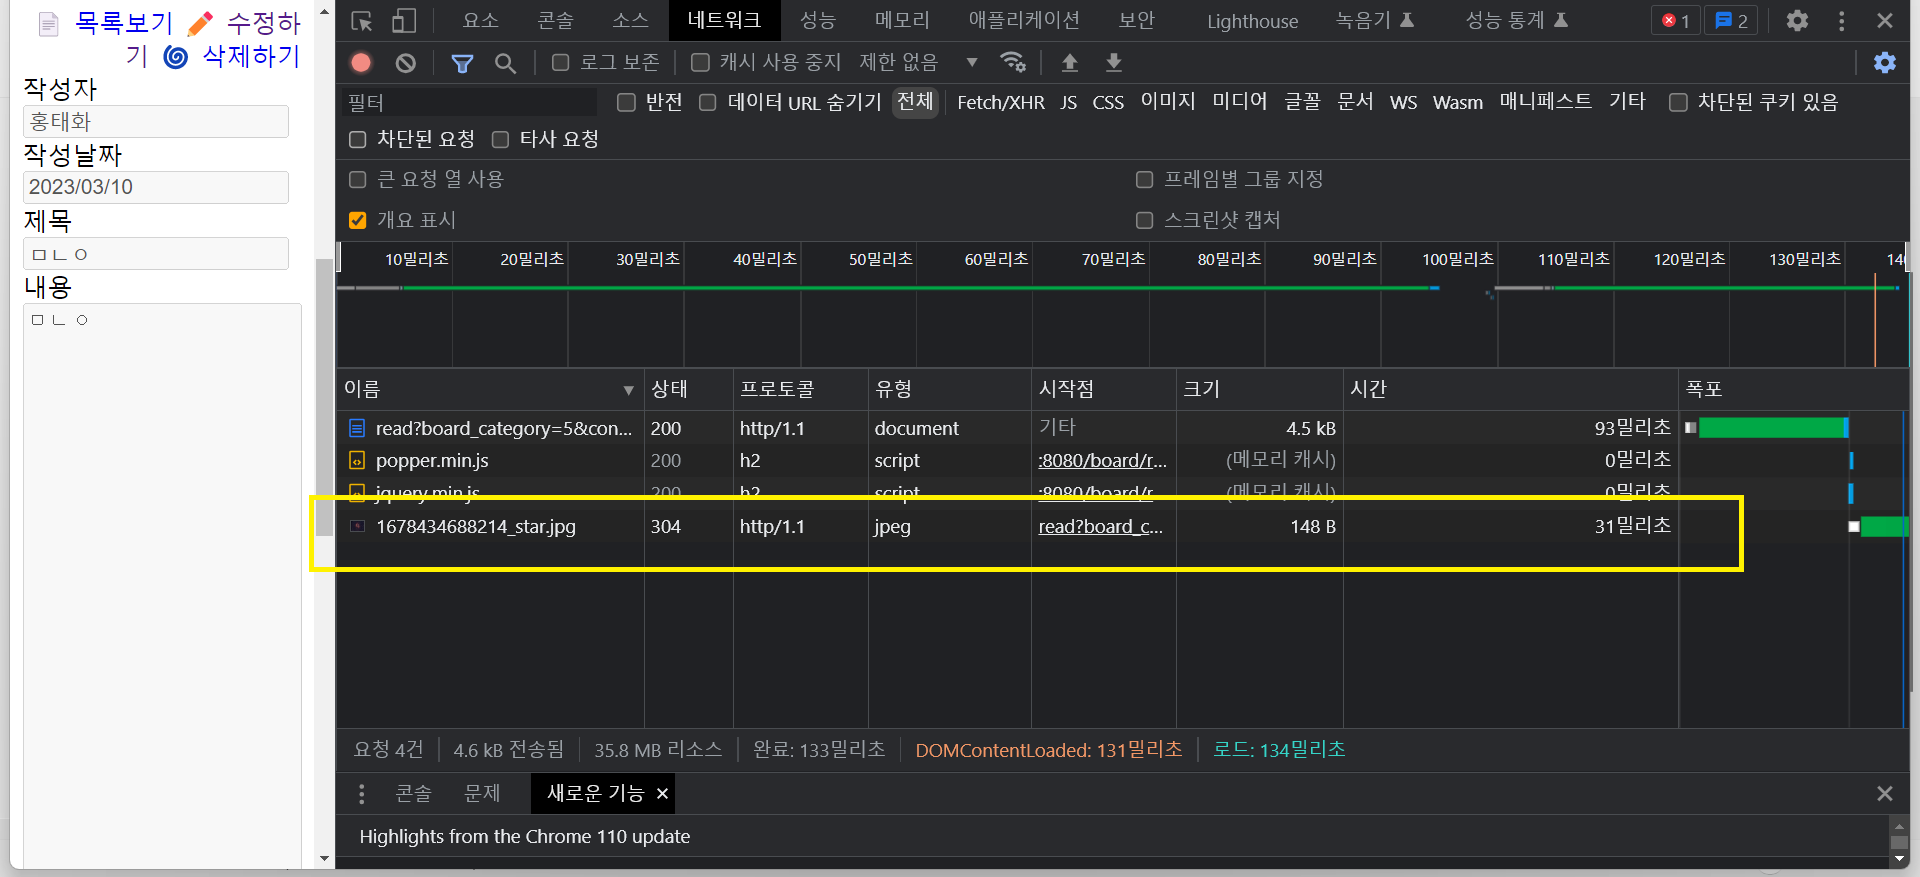 목록보기 수정하
기 삭제하기
작성자
홍태화
작성날짜
2023/03/10
제목
ㅁㄴㅇ
내용
ㅁㄴㅇ
요소 콘솔 소스 네트워크 성능 메모리 애플리케이션 보안 Lighthouse 녹음기 성능 통계 1 2
로그 보존 캐시 사용 중지 제한 없음
필터 반전 데이터 URL 숨기기 전체 Fetch/XHR JS CSS 이미지 미디어 글꼴 문서 WS Wasm 매니페스트 기타 차단된 쿠키 있음
차단된 요청 타사 요청
큰 요청 열 사용 프레임별 그룹 지정
개요 표시 스크린샷 캡처
10밀리초 20밀리초 30밀리초 40밀리초 50밀리초 60밀리초 70밀리초 80밀리초 90밀리초 100밀리초 110밀리초 120밀리초 130밀리초 14
이름 상태 프로토콜 유형 시작점 크기 시간 폭포
read?board_category=5&con... 200 http/1.1 document 기타 4.5 kB 93밀리초
popper.min.js 200 h2 script :8080/board/r... (메모리 캐시) 0밀리초
jquery.min.js 200 h2 script :8080/board/r... (메모리 캐시) 0밀리초
1678434688214_star.jpg 304 http/1.1 jpeg read?board_c... 148 B 31밀리초
요청 4건 4.6 kB 전송됨 35.8 MB 리소스 완료: 133밀리초 DOMContentLoaded: 131밀리초 로드: 134밀리초
콘솔 문제 새로운 기능
Highlights from the Chrome 110 update